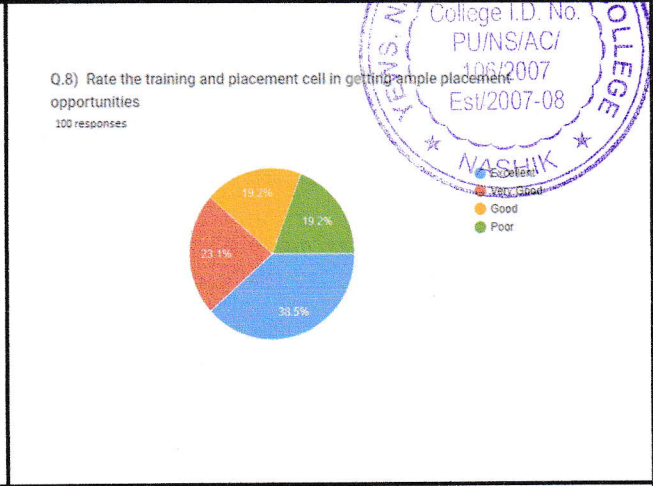 College I.D. No.
PU/NS/AC/
106/2007
Est/2007-08
OLLEGE
NASHIK
Q.8) Rate the training and placement cell in getting ample placement
opportunities
100 responses
Excellent
Very Good
Good
Poor
19.2%
19.2%
23.1%
38.5%